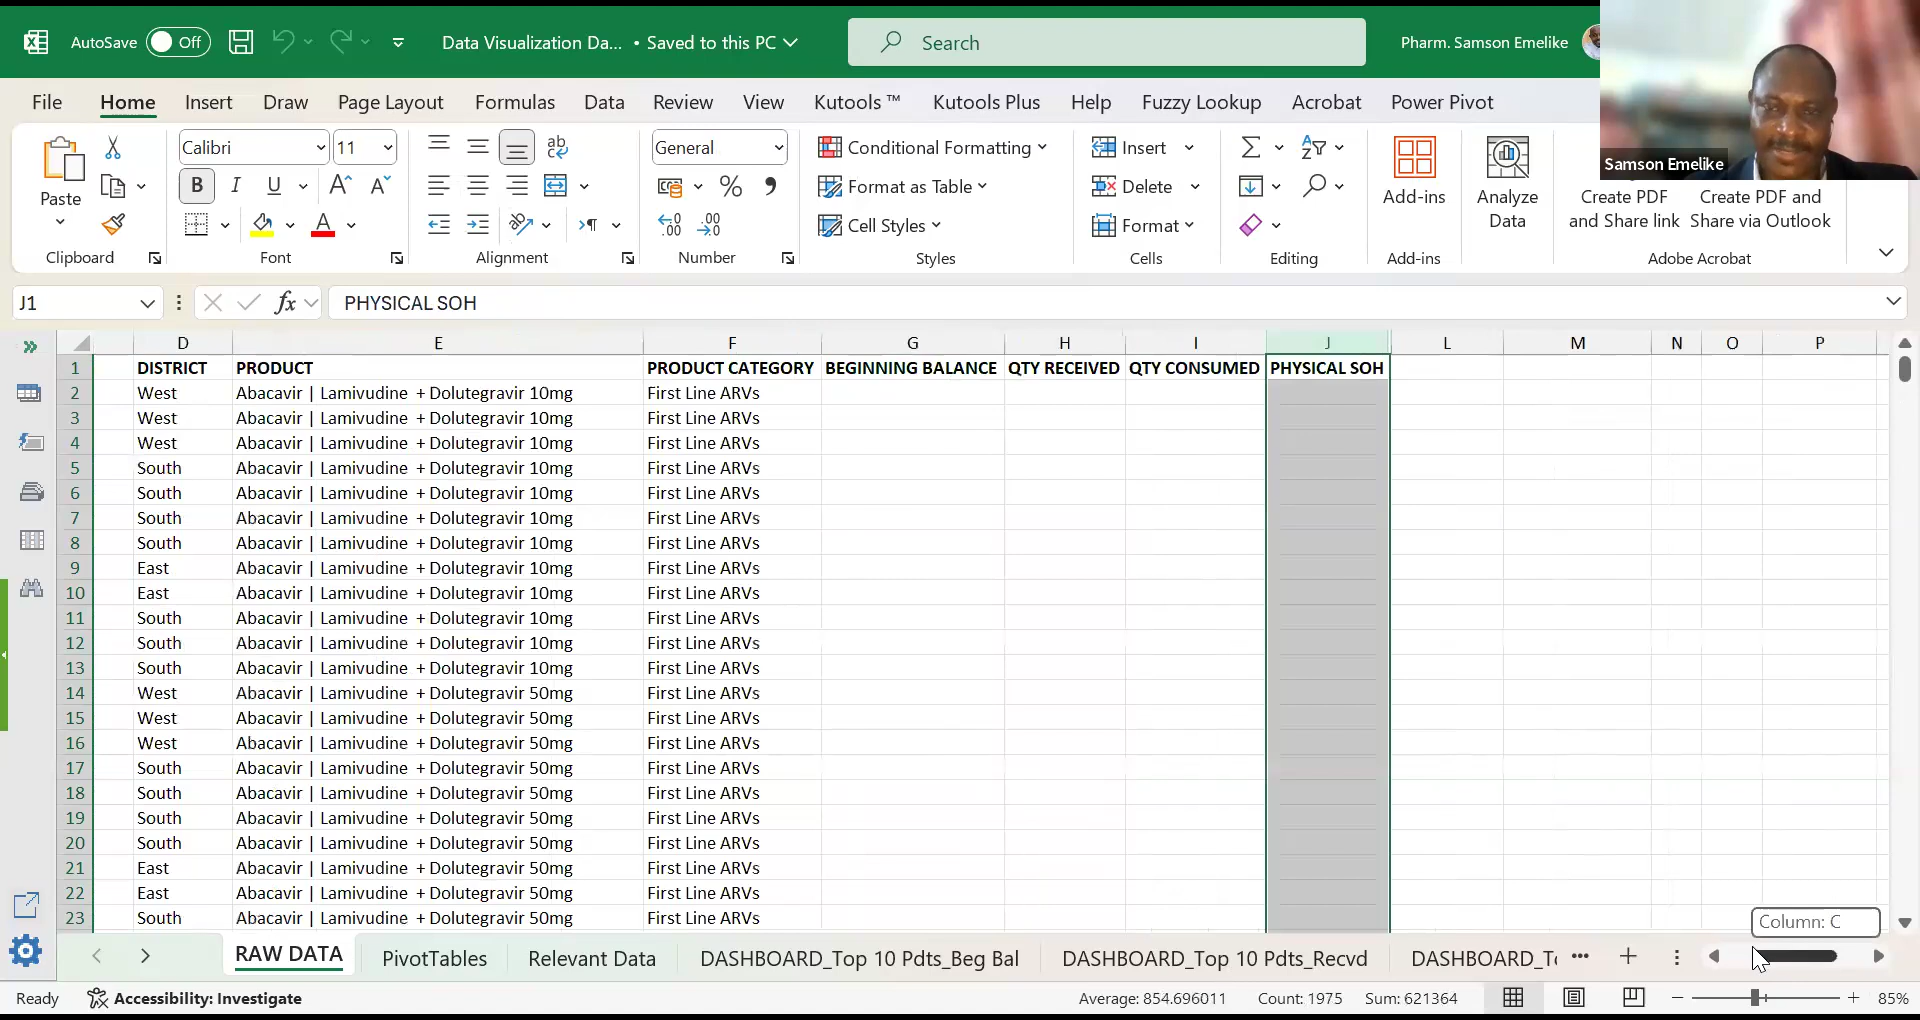 AutoSave Off Data Visualization Da... • Saved to this PC Search Pharm. Samson Emelike
File Home Insert Draw Page Layout Formulas Data Review View Kutools ™ Kutools Plus Help Fuzzy Lookup Acrobat Power Pivot
Samson Emelike
Paste Calibri 11 General Conditional Formatting Insert
B I U Format as Table Delete Add-ins Analyze Data Create PDF and Share link Create PDF and Share via Outlook
Cell Styles Format
Clipboard Font Alignment Number Styles Cells Editing Add-ins Adobe Acrobat
J1 fx PHYSICAL SOH
D E F G H I J L M N O P
1 DISTRICT PRODUCT PRODUCT CATEGORY BEGINNING BALANCE QTY RECEIVED QTY CONSUMED PHYSICAL SOH
2 West Abacavir | Lamivudine + Dolutegravir 10mg First Line ARVs
3 West Abacavir | Lamivudine + Dolutegravir 10mg First Line ARVs
4 West Abacavir | Lamivudine + Dolutegravir 10mg First Line ARVs
5 South Abacavir | Lamivudine + Dolutegravir 10mg First Line ARVs
6 South Abacavir | Lamivudine + Dolutegravir 10mg First Line ARVs
7 South Abacavir | Lamivudine + Dolutegravir 10mg First Line ARVs
8 South Abacavir | Lamivudine + Dolutegravir 10mg First Line ARVs
9 East Abacavir | Lamivudine + Dolutegravir 10mg First Line ARVs
10 East Abacavir | Lamivudine + Dolutegravir 10mg First Line ARVs
11 South Abacavir | Lamivudine + Dolutegravir 10mg First Line ARVs
12 South Abacavir | Lamivudine + Dolutegravir 10mg First Line ARVs
13 South Abacavir | Lamivudine + Dolutegravir 10mg First Line ARVs
14 West Abacavir | Lamivudine + Dolutegravir 50mg First Line ARVs
15 West Abacavir | Lamivudine + Dolutegravir 50mg First Line ARVs
16 West Abacavir | Lamivudine + Dolutegravir 50mg First Line ARVs
17 South Abacavir | Lamivudine + Dolutegravir 50mg First Line ARVs
18 South Abacavir | Lamivudine + Dolutegravir 50mg First Line ARVs
19 South Abacavir | Lamivudine + Dolutegravir 50mg First Line ARVs
20 South Abacavir | Lamivudine + Dolutegravir 50mg First Line ARVs
21 East Abacavir | Lamivudine + Dolutegravir 50mg First Line ARVs
22 East Abacavir | Lamivudine + Dolutegravir 50mg First Line ARVs
23 South Abacavir | Lamivudine + Dolutegravir 50mg First Line ARVs
Column: C
RAW DATA PivotTables Relevant Data DASHBOARD_Top 10 Pdts_Beg Bal DASHBOARD_Top 10 Pdts_Recvd DASHBOARD_To ...
Ready Accessibility: Investigate Average: 854.696011 Count: 1975 Sum: 621364 85%